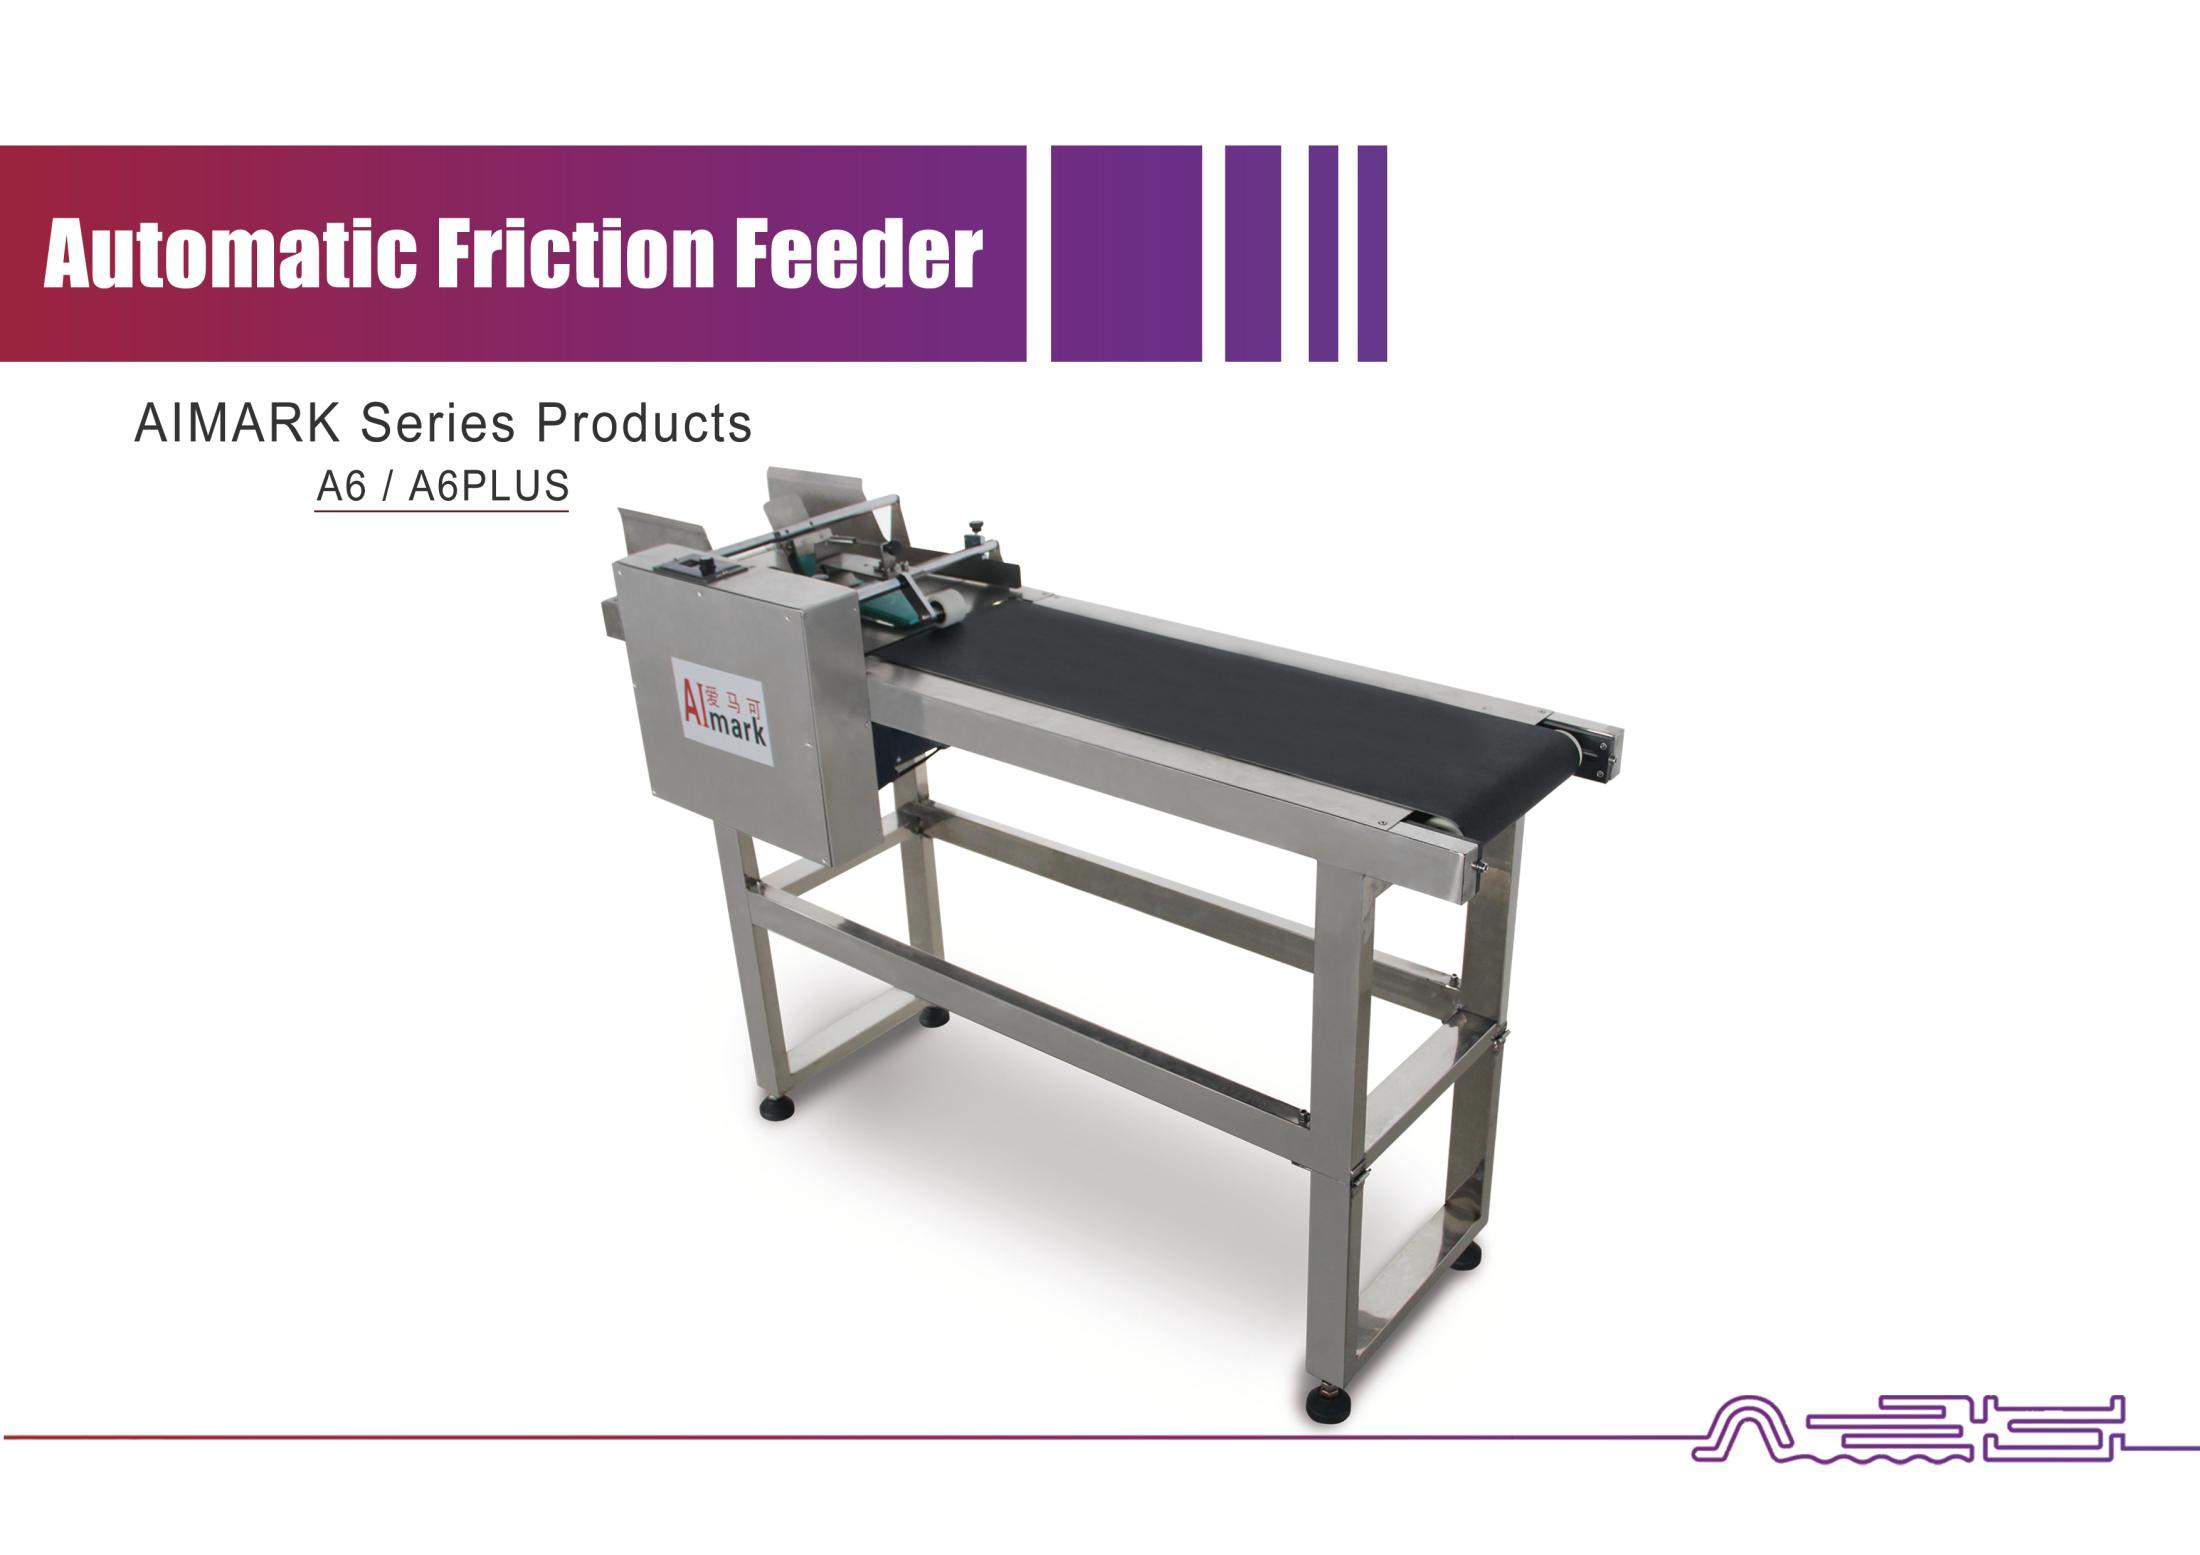 Automatic Friction Feeder
AIMARK Series Products
A6 / A6PLUS
AI爱马可
mark